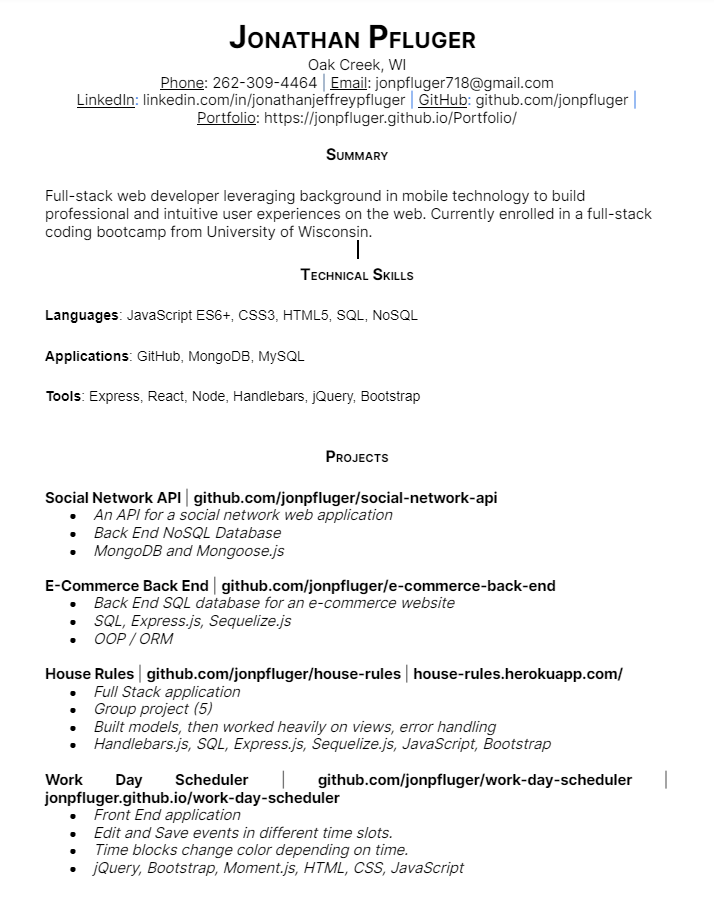 JONATHAN PFLUGER
Oak Creek, WI
Phone: 262-309-4464 | Email: jonpfluger718@gmail.com
LinkedIn: linkedin.com/in/jonathanjeffreypfluger | GitHub: github.com/jonpfluger |
Portfolio: https://jonpfluger.github.io/Portfolio/
SUMMARY
Full-stack web developer leveraging background in mobile technology to build
professional and intuitive user experiences on the web. Currently enrolled in a full-stack
coding bootcamp from University of Wisconsin.
TECHNICAL SKILLS
Languages: JavaScript ES6+, CSS3, HTML5, SQL, NoSQL
Applications: GitHub, MongoDB, MySQL
Tools: Express, React, Node, Handlebars, jQuery, Bootstrap
PROJECTS
Social Network API | github.com/jonpfluger/social-network-api
● An API for a social network web application
● Back End NoSQL Database
● MongoDB and Mongoose.js
E-Commerce Back End | github.com/jonpfluger/e-commerce-back-end
● Back End SQL database for an e-commerce website
● SQL, Express.js, Sequelize.js
● OOP / ORM
House Rules | github.com/jonpfluger/house-rules | house-rules.herokuapp.com/
● Full Stack application
● Group project (5)
● Built models, then worked heavily on views, error handling
● Handlebars.js, SQL, Express.js, Sequelize.js, JavaScript, Bootstrap
Work Day Scheduler | github.com/jonpfluger/work-day-scheduler |
jonpfluger.github.io/work-day-scheduler
● Front End application
● Edit and Save events in different time slots.
● Time blocks change color depending on time.
● jQuery, Bootstrap, Moment.js, HTML, CSS, JavaScript